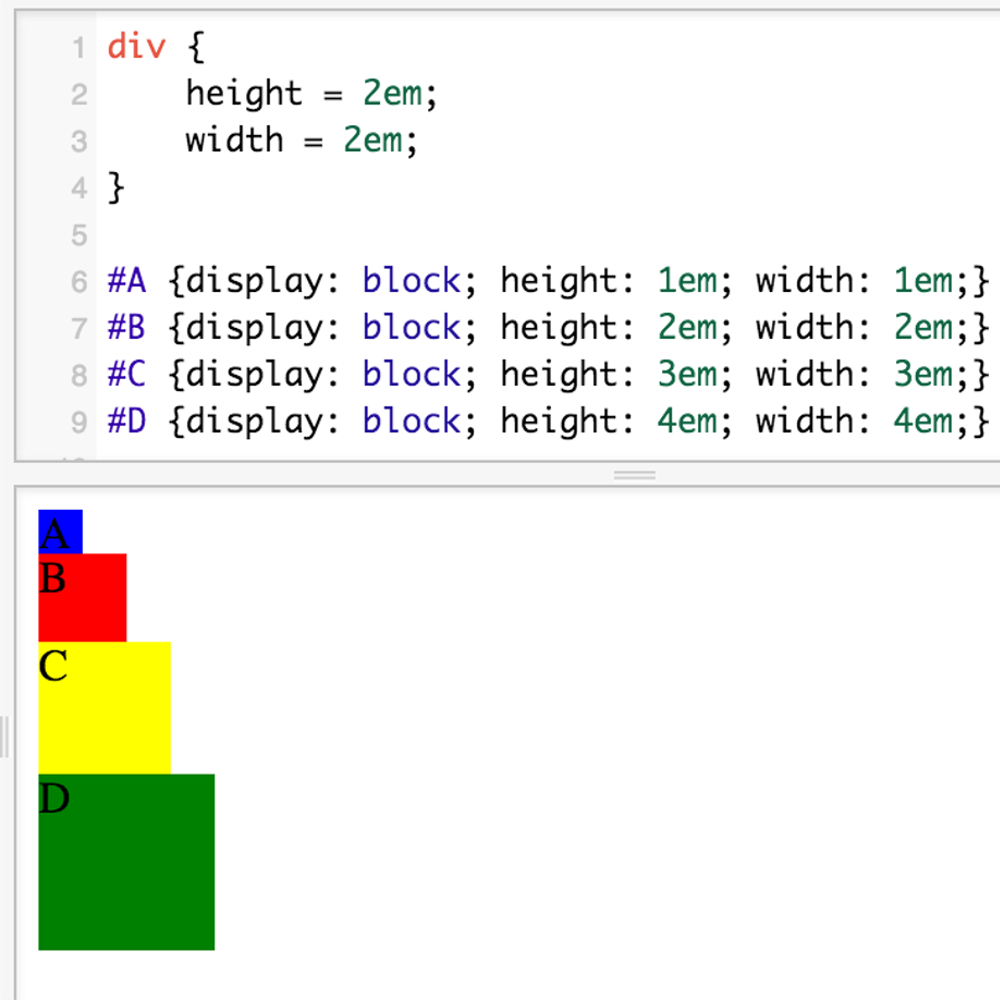 1 div {
2 height = 2em;
3 width = 2em;
4 }
5
6 #A {display: block; height: 1em; width: 1em;}
7 #B {display: block; height: 2em; width: 2em;}
8 #C {display: block; height: 3em; width: 3em;}
9 #D {display: block; height: 4em; width: 4em;}
A
B
C
D